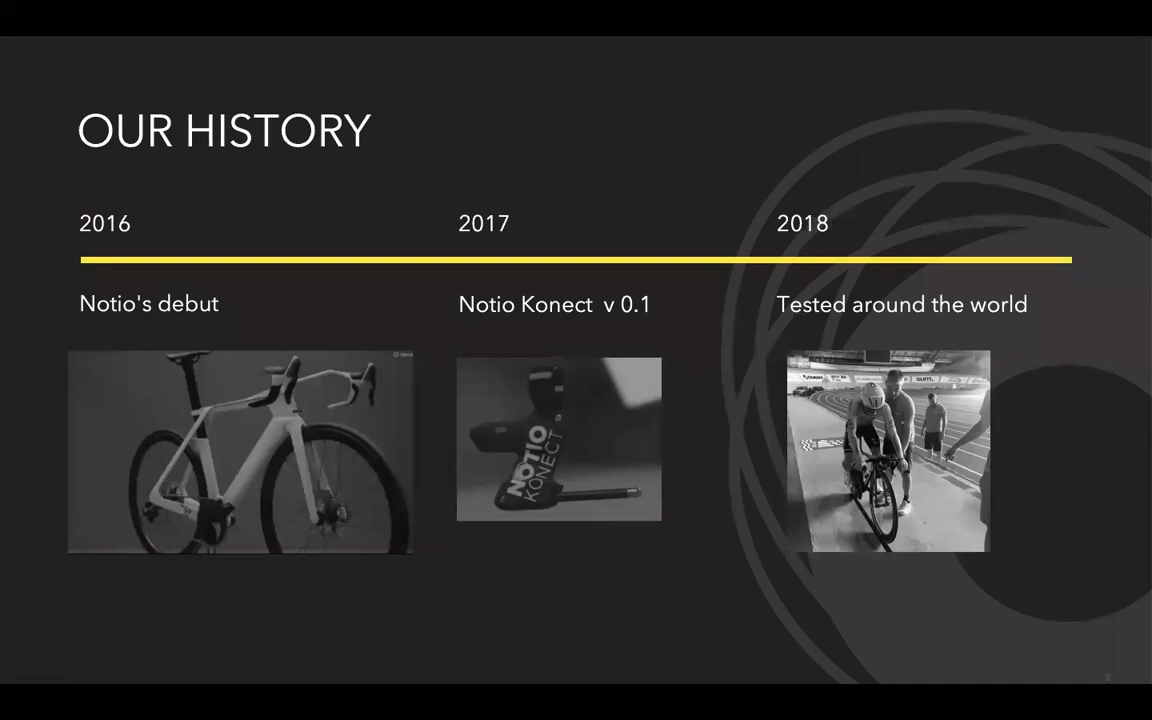 OUR HISTORY
2016
2017
2018
Notio's debut
Notio Konect v 0.1
Tested around the world
NOTIO
KONECT